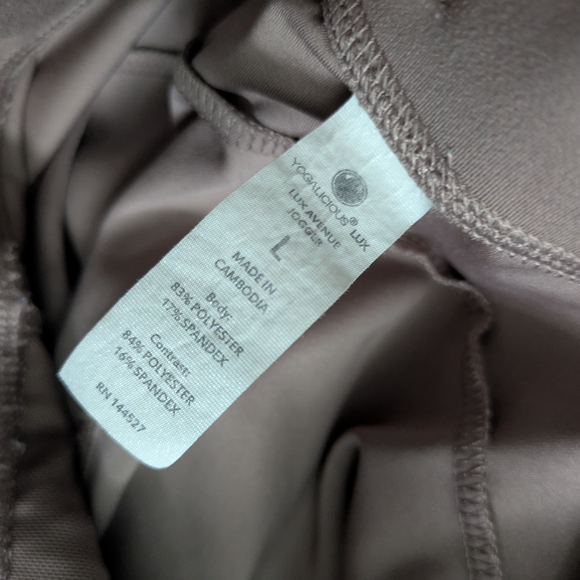 YOGALICIOUS® LUX
LUX AVENUE
JOGGER
L
MADE IN
CAMBODIA
Body:
83% POLYESTER
17% SPANDEX
Contrast:
84% POLYESTER
16% SPANDEX
RN 144527